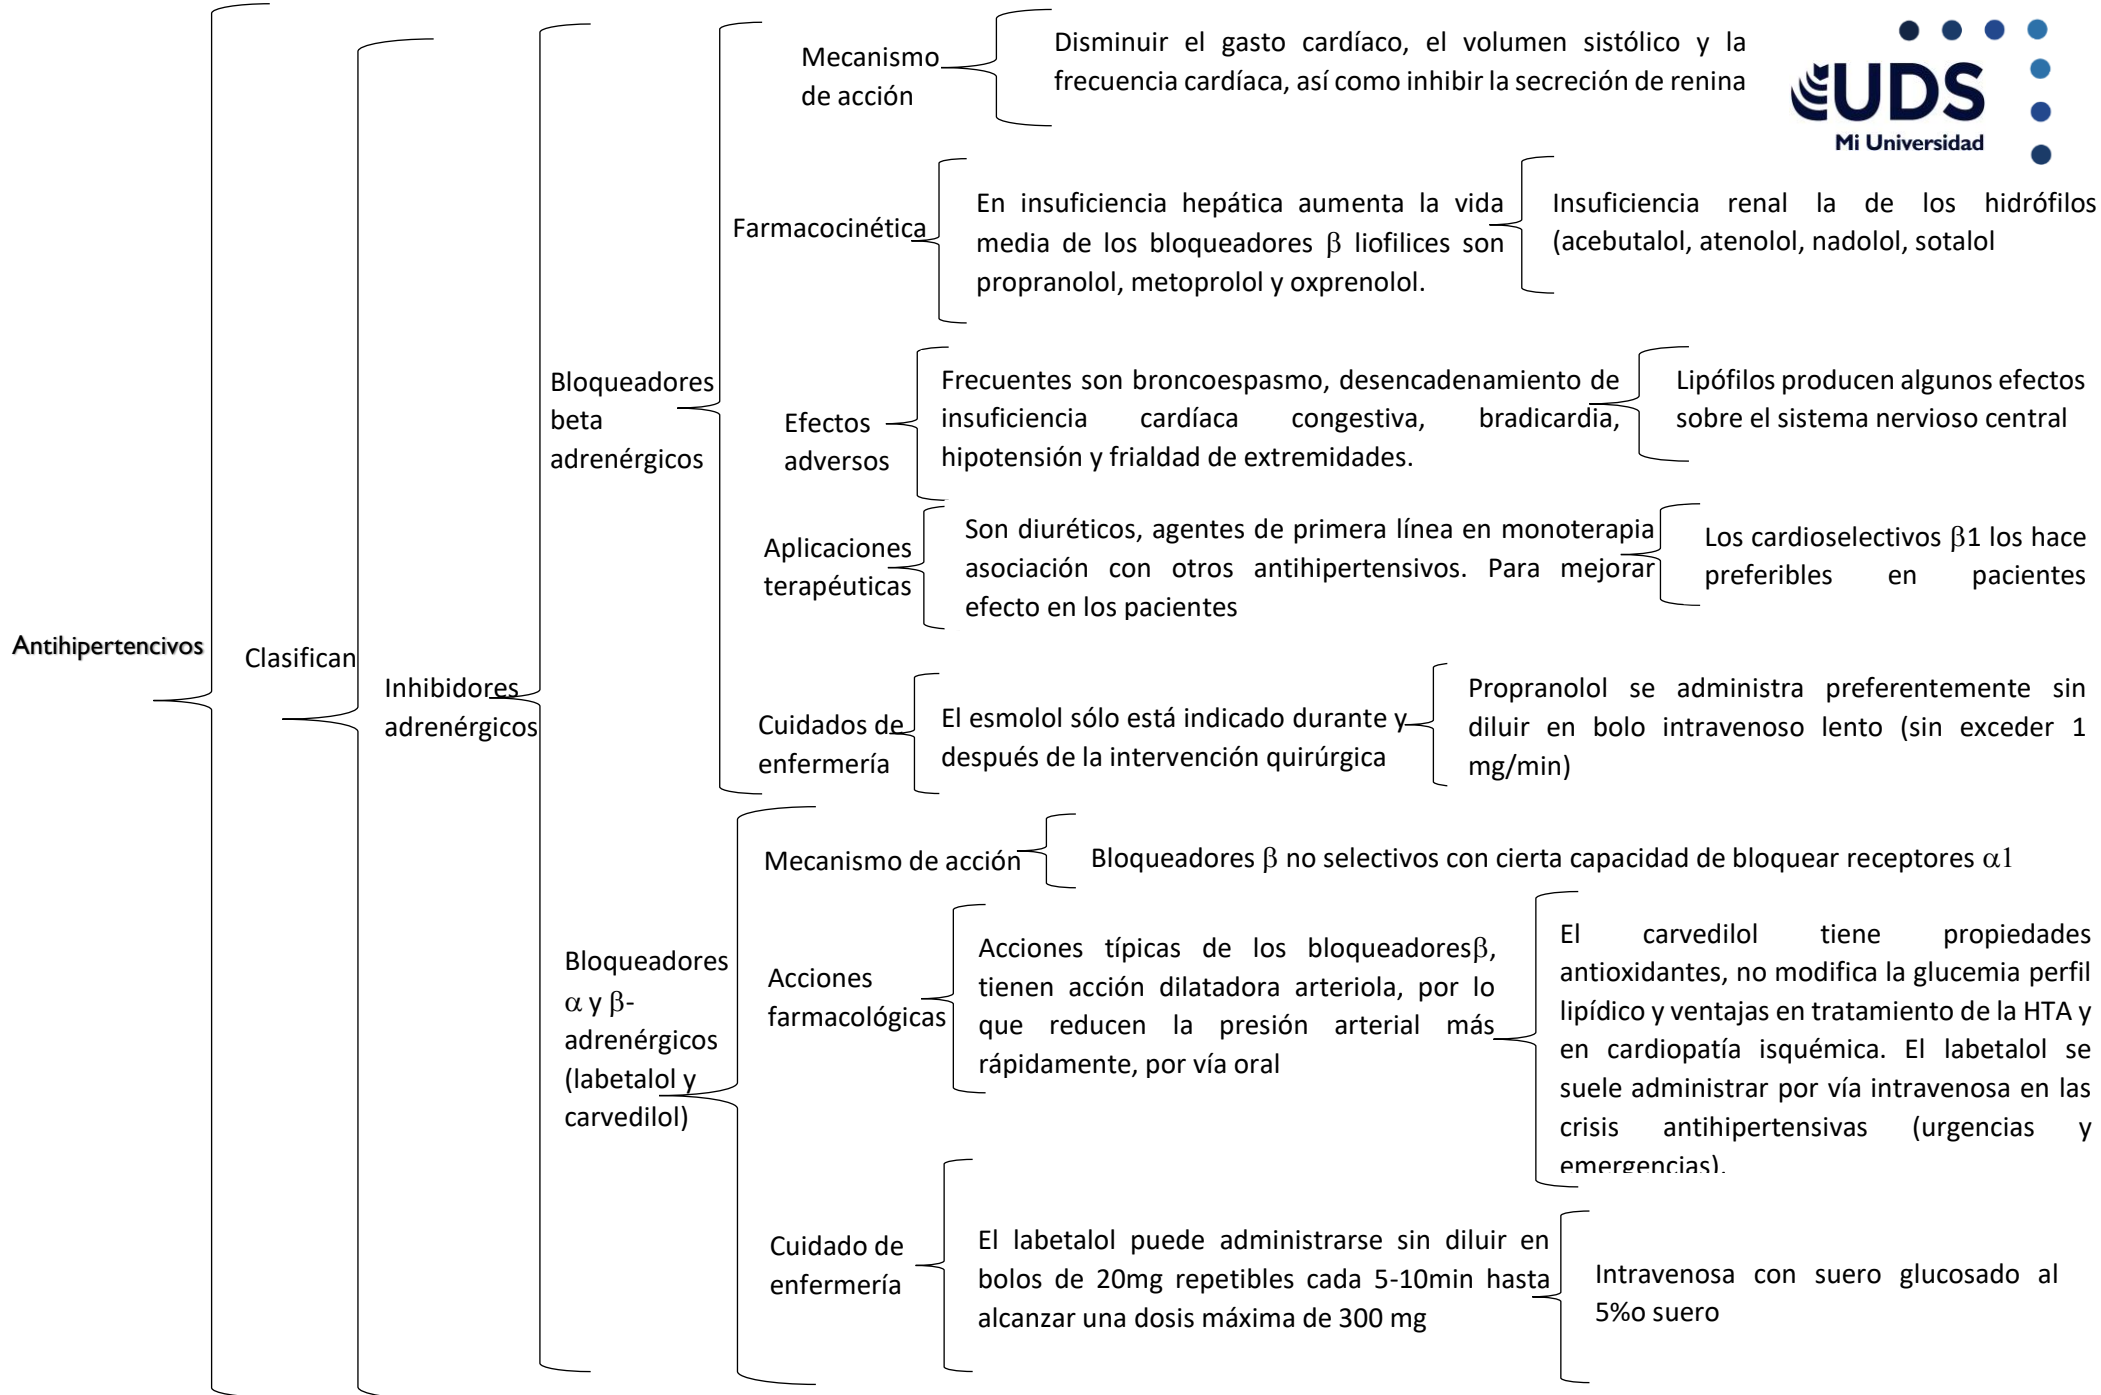 Antihipertencivos
Clasifican
Inhibidores
adrenérgicos
Bloqueadores
beta
adrenérgicos
Mecanismo
de acción
Disminuir el gasto cardíaco, el volumen sistólico y la
frecuencia cardíaca, así como inhibir la secreción de renina
UDS
Mi Universidad
Farmacocinética
En insuficiencia hepática aumenta la vida
media de los bloqueadores β liofilices son
propranolol, metoprolol y oxprenolol.
Insuficiencia renal la de los hidrófilos
(acebutalol, atenolol, nadolol, sotalol
Efectos
adversos
Frecuentes son broncoespasmo, desencadenamiento de
insuficiencia cardíaca congestiva, bradicardia,
hipotensión y frialdad de extremidades.
Lipófilos producen algunos efectos
sobre el sistema nervioso central
Aplicaciones
terapéuticas
Son diuréticos, agentes de primera línea en monoterapia
asociación con otros antihipertensivos. Para mejorar
efecto en los pacientes
Los cardioselectivos β1 los hace
preferibles en pacientes
Cuidados de
enfermería
El esmolol sólo está indicado durante y
después de la intervención quirúrgica
Propranolol se administra preferentemente sin
diluir en bolo intravenoso lento (sin exceder 1
mg/min)
Bloqueadores
α y β-
adrenérgicos
(labetalol y
carvedilol)
Mecanismo de acción
Bloqueadores β no selectivos con cierta capacidad de bloquear receptores α1
Acciones
farmacológicas
Acciones típicas de los bloqueadoresβ,
tienen acción dilatadora arteriola, por lo
que reducen la presión arterial más
rápidamente, por vía oral
El carvedilol tiene propiedades
antioxidantes, no modifica la glucemia perfil
lipídico y ventajas en tratamiento de la HTA y
en cardiopatía isquémica. El labetalol se
suele administrar por vía intravenosa en las
crisis antihipertensivas (urgencias y
emergencias).
Cuidado de
enfermería
El labetalol puede administrarse sin diluir en
bolos de 20mg repetibles cada 5-10min hasta
alcanzar una dosis máxima de 300 mg
Intravenosa con suero glucosado al
5%o suero